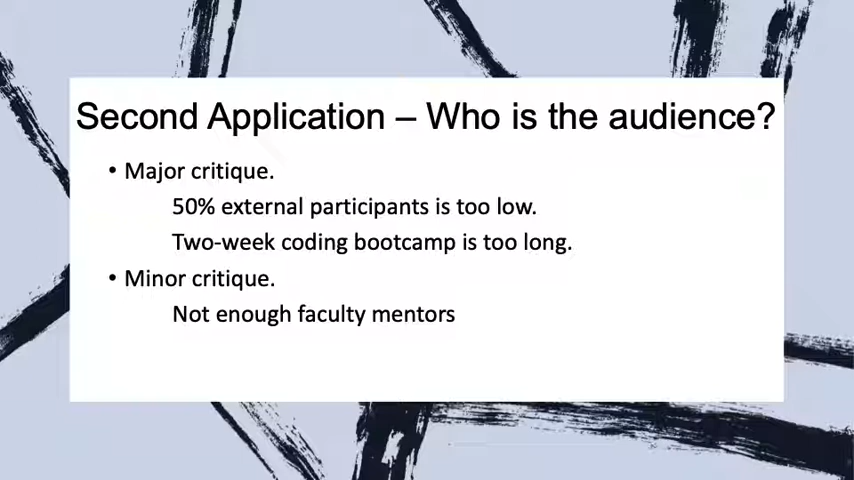 Second Application – Who is the audience?
• Major critique.
50% external participants is too low.
Two-week coding bootcamp is too long.
• Minor critique.
Not enough faculty mentors